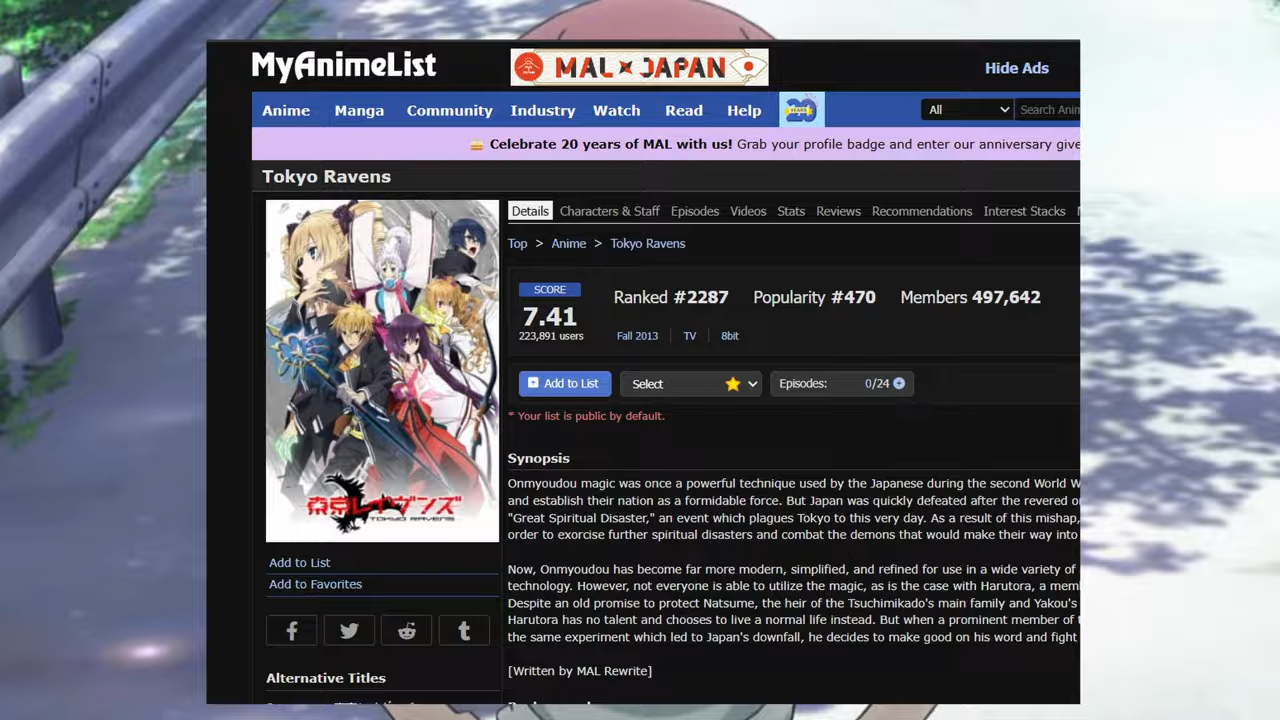 MyAnimeList
MAL x JAPAN
Hide Ads
Anime Manga Community Industry Watch Read Help
All
Search Anim
Celebrate 20 years of MAL with us! Grab your profile badge and enter our anniversary give
Tokyo Ravens
Details Characters & Staff Episodes Videos Stats Reviews Recommendations Interest Stacks
Top > Anime > Tokyo Ravens
SCORE
7.41
223,891 users
Ranked #2287 Popularity #470 Members 497,642
Fall 2013 TV 8bit
Add to List Select Episodes: 0/24
* Your list is public by default.
Synopsis
Onmyoudou magic was once a powerful technique used by the Japanese during the second World W
and establish their nation as a formidable force. But Japan was quickly defeated after the revered o
"Great Spiritual Disaster," an event which plagues Tokyo to this very day. As a result of this mishap,
order to exorcise further spiritual disasters and combat the demons that would make their way into
Now, Onmyoudou has become far more modern, simplified, and refined for use in a wide variety of
technology. However, not everyone is able to utilize the magic, as is the case with Harutora, a mem
Despite an old promise to protect Natsume, the heir of the Tsuchimikado's main family and Yakou's
Harutora has no talent and chooses to live a normal life instead. But when a prominent member of t
the same experiment which led to Japan's downfall, he decides to make good on his word and fight
[Written by MAL Rewrite]
東京レイヴンズ
TOKYO RAVENS
Add to List
Add to Favorites
Alternative Titles